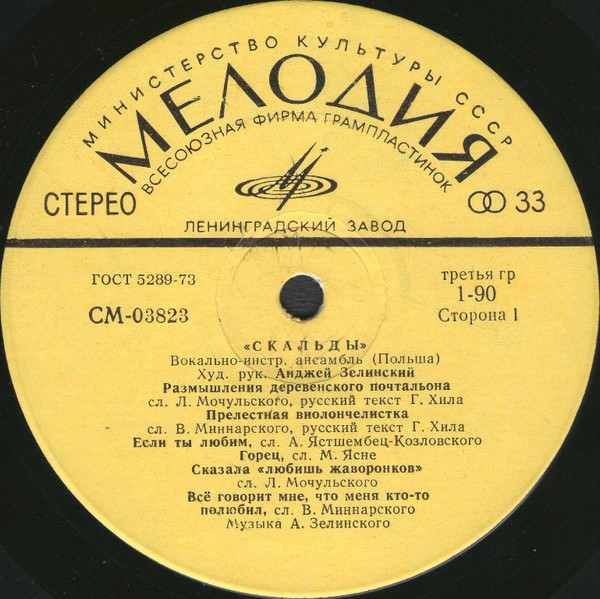 МИНИСТЕРСТВО КУЛЬТУРЫ СССР
МЕЛОДИЯ
ВСЕСОЮЗНАЯ ФИРМА ГРАМПЛАСТИНОК
СТЕРЕО
33
ЛЕНИНГРАДСКИЙ ЗАВОД
ГОСТ 5289-73
третья гр
СМ-03823
1-90
Сторона 1
«СКАЛЬДЫ»
Вокально-инстр. ансамбль (Польша)
Худ. рук. Анджей Зелинский
Размышления деревенского почтальона
сл. Л. Мочульского, русский текст Г. Хила
Прелестная виолончелистка
сл. В. Миннарского, русский текст Г. Хила
Если ты любим, сл. А. Ястшембец-Козловского
Горец, сл. М. Ясне
Сказала «любишь жаворонков»
сл. Л. Мочульского
Всё говорит мне, что меня кто-то
полюбил, сл. В. Миннарского
Музыка А. Зелинского